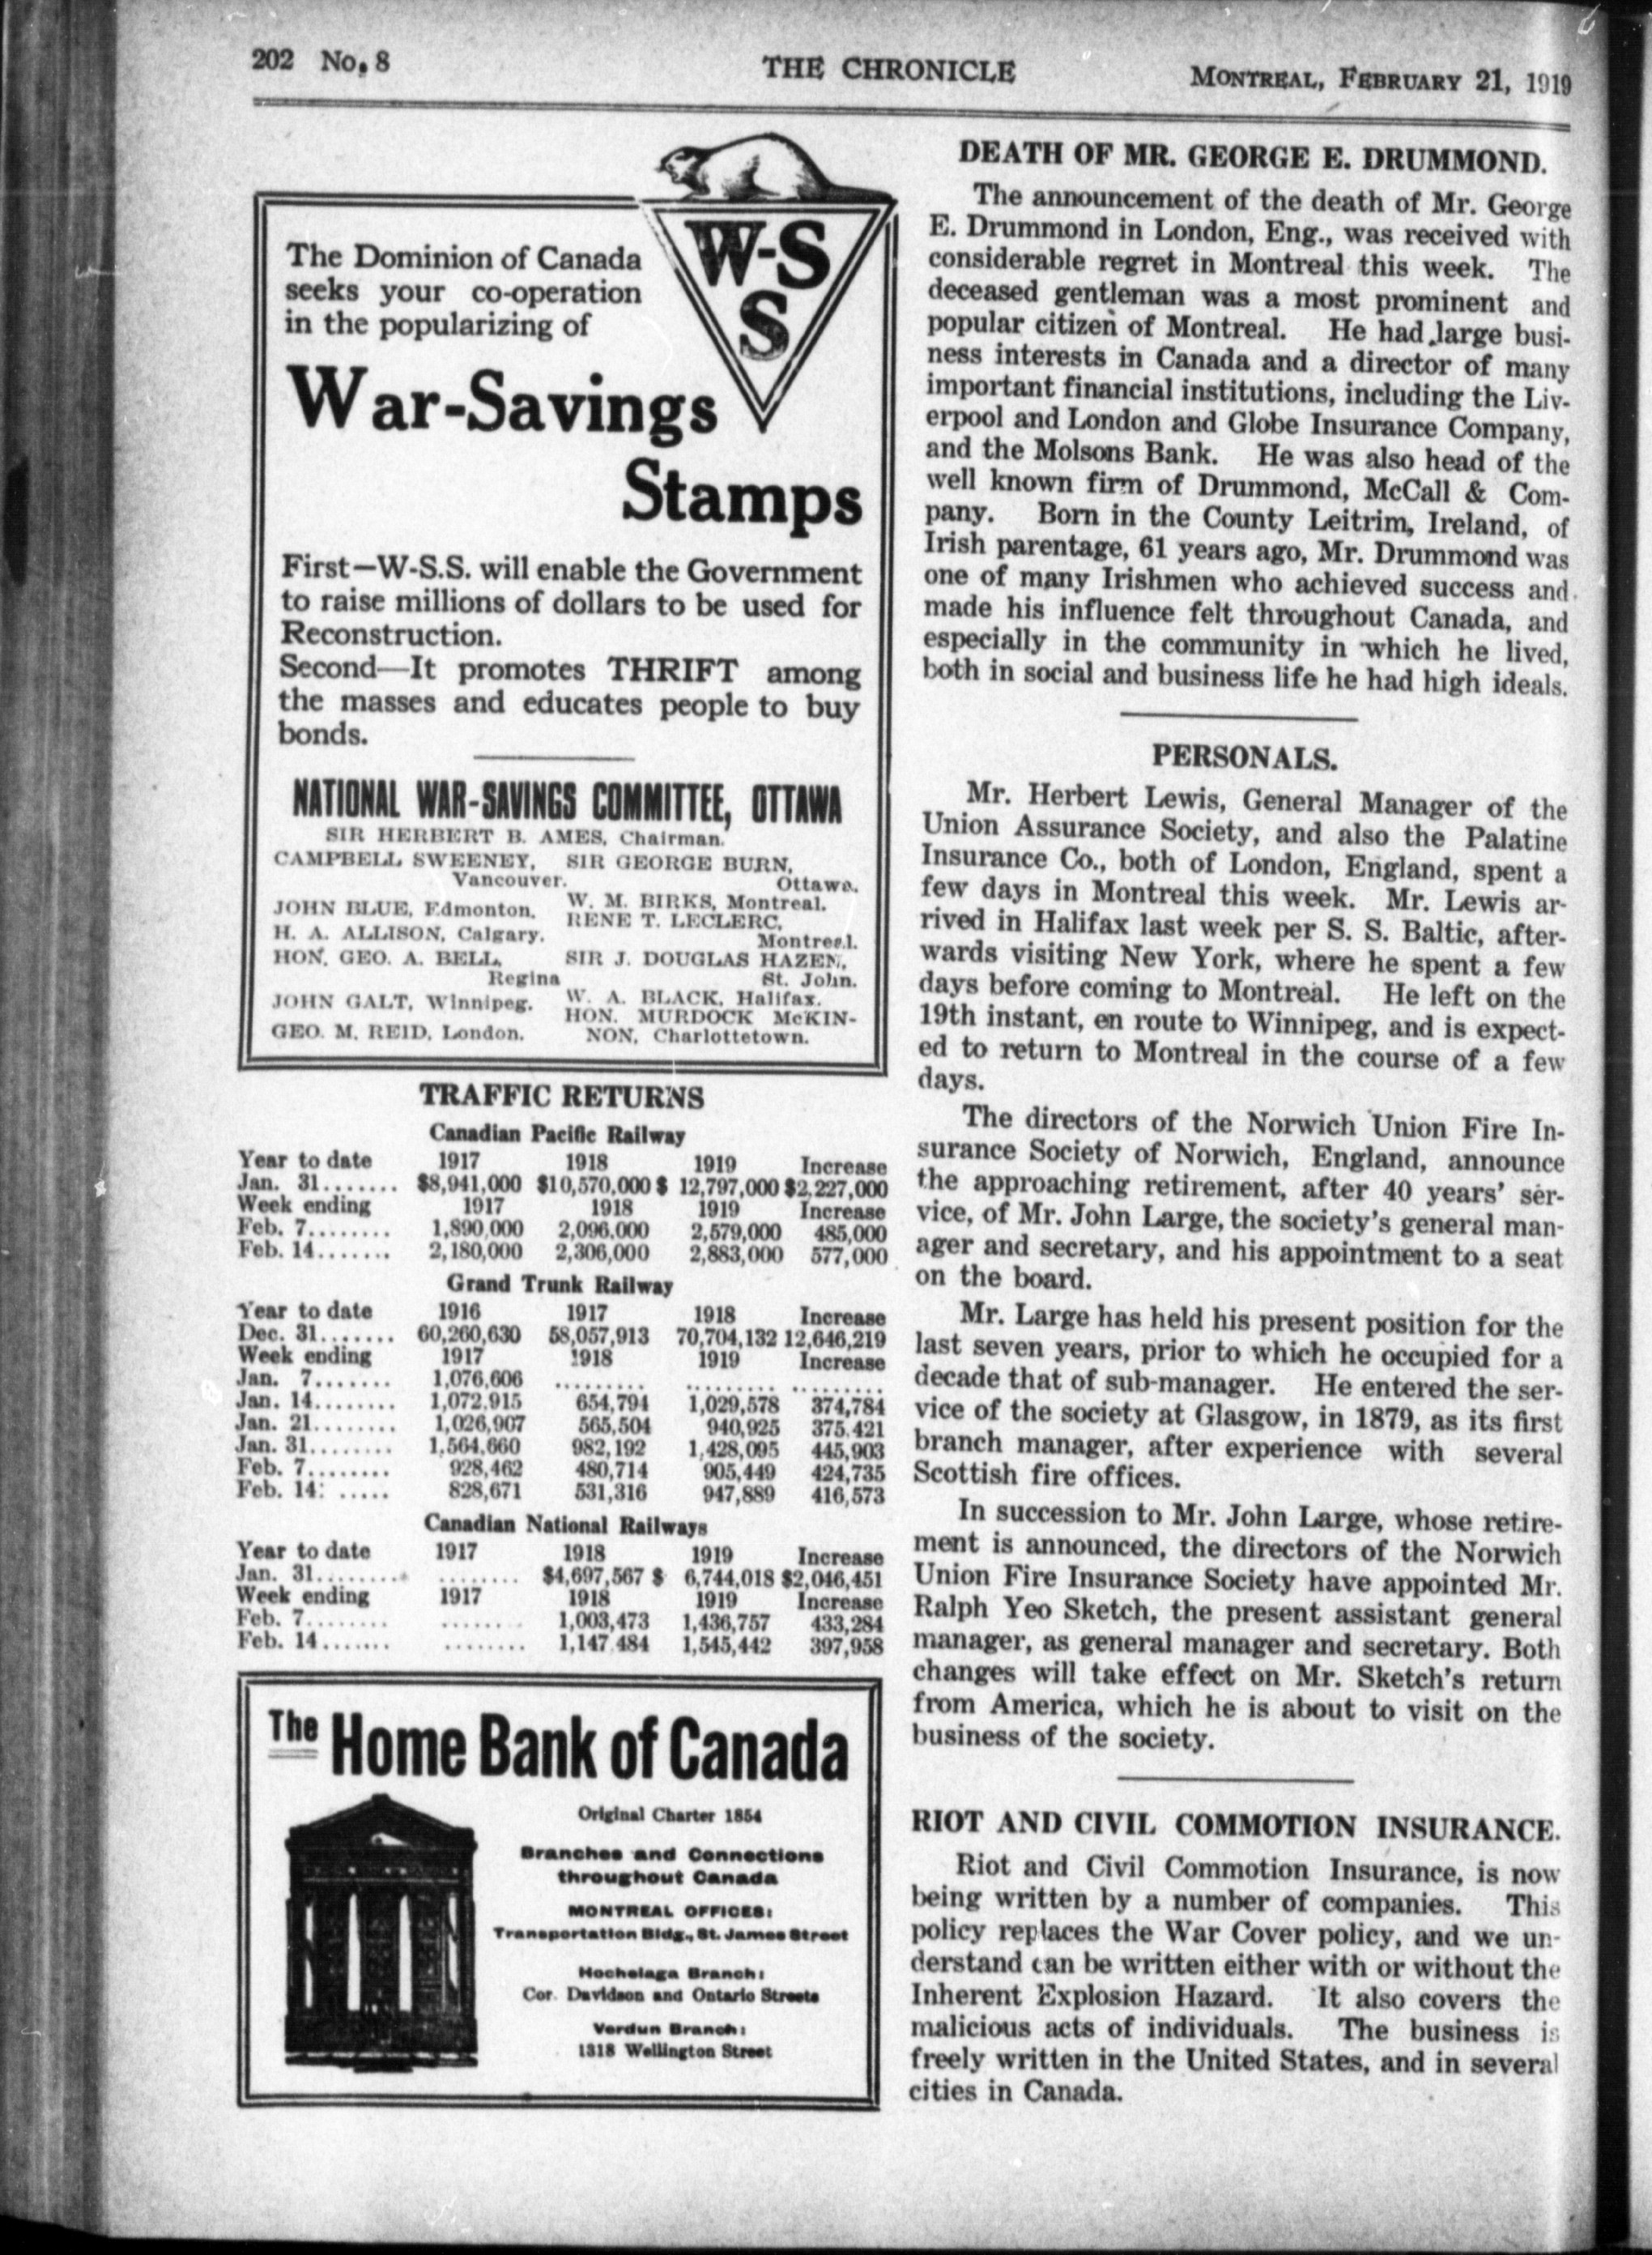 202 No. 8
THE CHRONICLE
MONTREAL, FEBRUARY 21, 1919
W-S
S
The Dominion of Canada
seeks your co-operation
in the popularizing of
War-Savings
Stamps
First—W-S.S. will enable the Government
to raise millions of dollars to be used for
Reconstruction.
Second—It promotes THRIFT among
the masses and educates people to buy
bonds.
NATIONAL WAR-SAVINGS COMMITTEE, OTTAWA
SIR HERBERT B. AMES, Chairman.
CAMPBELL SWEENEY,
Vancouver.
JOHN BLUE, Edmonton.
H. A. ALLISON, Calgary.
HON. GEO. A. BELL,
Regina
JOHN GALT, Winnipeg.
GEO. M. REID, London.
SIR GEORGE BURN,
Ottawa.
W. M. BIRKS, Montreal.
RENE T. LECLERC,
Montreal.
SIR J. DOUGLAS HAZEN,
St. John.
W. A. BLACK, Halifax.
HON. MURDOCK McKIN-
NON, Charlottetown.
TRAFFIC RETURNS
Canadian Pacific Railway
Year to date 1917 1918 1919 Increase
Jan. 31....... $8,941,000 $10,570,000 $ 12,797,000 $2,227,000
Week ending 1917 1918 1919 Increase
Feb. 7........ 1,890,000 2,096,000 2,579,000 485,000
Feb. 14....... 2,180,000 2,306,000 2,883,000 577,000
Grand Trunk Railway
Year to date 1916 1917 1918 Increase
Dec. 31....... 60,260,630 58,057,913 70,704,132 12,646,219
Week ending 1917 1918 1919 Increase
Jan. 7....... 1,076,606 ......... ......... .........
Jan. 14........ 1,072,915 654,794 1,029,578 374,784
Jan. 21........ 1,026,907 565,504 940,925 375,421
Jan. 31........ 1,564,660 982,192 1,428,095 445,903
Feb. 7........ 928,462 480,714 905,449 424,735
Feb. 14: ..... 828,671 531,316 947,889 416,573
Canadian National Railways
Year to date 1917 1918 1919 Increase
Jan. 31......... ........ $4,697,567 $ 6,744,018 $2,046,451
Week ending 1917 1918 1919 Increase
Feb. 7........ ........ 1,003,473 1,436,757 433,284
Feb. 14....... ........ 1,147,484 1,545,442 397,958
The Home Bank of Canada
Original Charter 1854
Branches and Connections
throughout Canada
MONTREAL OFFICES:
Transportation Bldg., St. James Street
Hochelaga Branch:
Cor. Davidson and Ontario Streets
Verdun Branch:
1318 Wellington Street
DEATH OF MR. GEORGE E. DRUMMOND.
The announcement of the death of Mr. George
E. Drummond in London, Eng., was received with
considerable regret in Montreal this week. The
deceased gentleman was a most prominent and
popular citizen of Montreal. He had large busi-
ness interests in Canada and a director of many
important financial institutions, including the Liv-
erpool and London and Globe Insurance Company,
and the Molsons Bank. He was also head of the
well known firm of Drummond, McCall & Com-
pany. Born in the County Leitrim, Ireland, of
Irish parentage, 61 years ago, Mr. Drummond was
one of many Irishmen who achieved success and
made his influence felt throughout Canada, and
especially in the community in which he lived,
both in social and business life he had high ideals.
PERSONALS.
Mr. Herbert Lewis, General Manager of the
Union Assurance Society, and also the Palatine
Insurance Co., both of London, England, spent a
few days in Montreal this week. Mr. Lewis ar-
rived in Halifax last week per S. S. Baltic, after-
wards visiting New York, where he spent a few
days before coming to Montreal. He left on the
19th instant, en route to Winnipeg, and is expect-
ed to return to Montreal in the course of a few
days.
The directors of the Norwich Union Fire In-
surance Society of Norwich, England, announce
the approaching retirement, after 40 years' ser-
vice, of Mr. John Large, the society's general man-
ager and secretary, and his appointment to a seat
on the board.
Mr. Large has held his present position for the
last seven years, prior to which he occupied for a
decade that of sub-manager. He entered the ser-
vice of the society at Glasgow, in 1879, as its first
branch manager, after experience with several
Scottish fire offices.
In succession to Mr. John Large, whose retire-
ment is announced, the directors of the Norwich
Union Fire Insurance Society have appointed Mr.
Ralph Yeo Sketch, the present assistant general
manager, as general manager and secretary. Both
changes will take effect on Mr. Sketch's return
from America, which he is about to visit on the
business of the society.
RIOT AND CIVIL COMMOTION INSURANCE.
Riot and Civil Commotion Insurance, is now
being written by a number of companies. This
policy replaces the War Cover policy, and we un-
derstand can be written either with or without the
Inherent Explosion Hazard. It also covers the
malicious acts of individuals. The business is
freely written in the United States, and in several
cities in Canada.